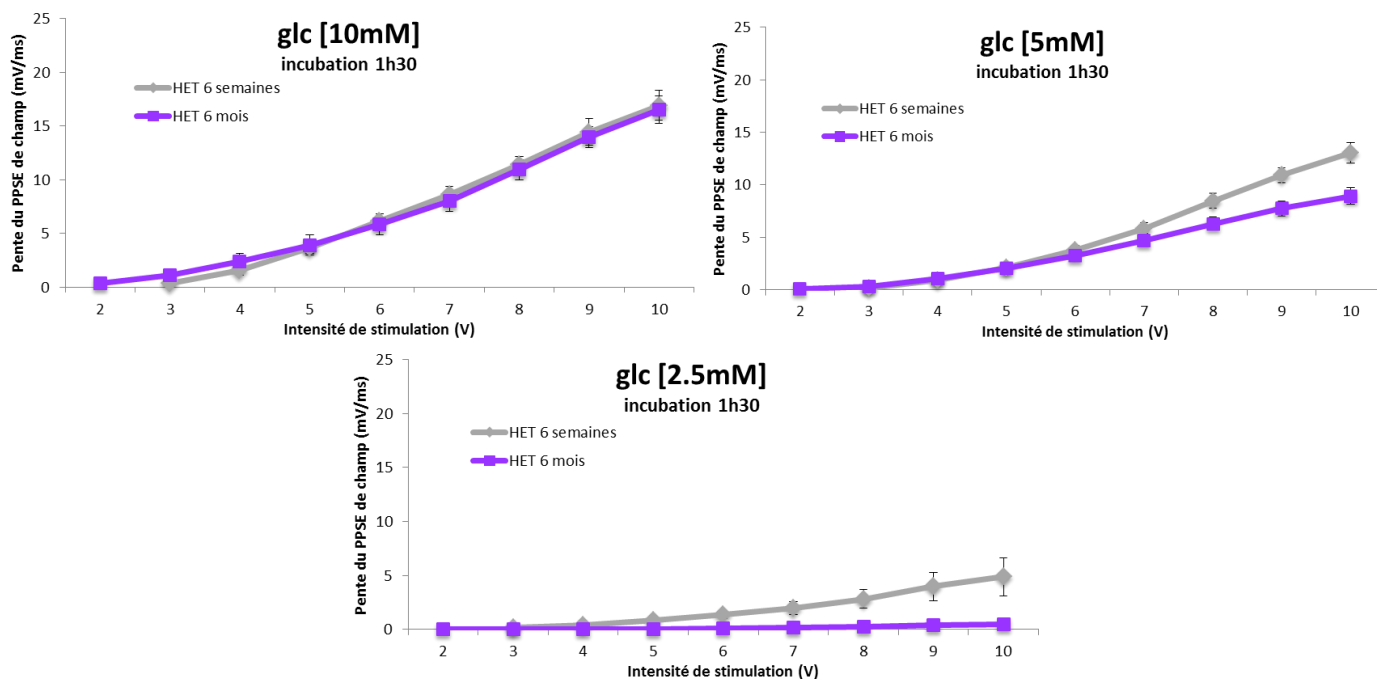 glc [10mM]
incubation 1h30
HET 6 semaines
HET 6 mois
Pente du PPSE de champ (mV/ms)
25
20
15
10
5
0
2 3 4 5 6 7 8 9 10
Intensité de stimulation (V)
glc [5mM]
incubation 1h30
HET 6 semaines
HET 6 mois
Pente du PPSE de champ (mV/ms)
25
20
15
10
5
0
2 3 4 5 6 7 8 9 10
Intensité de stimulation (V)
glc [2.5mM]
incubation 1h30
HET 6 semaines
HET 6 mois
Pente du PPSE de champ (mV/ms)
25
20
15
10
5
0
2 3 4 5 6 7 8 9 10
Intensité de stimulation (V)